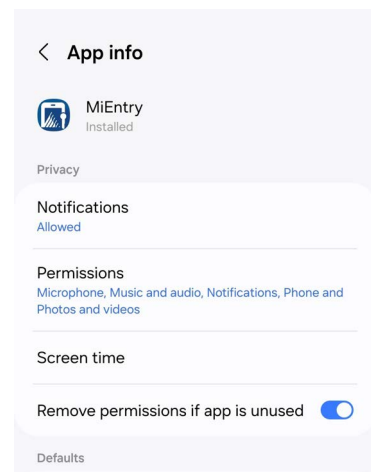 App info
MiEntry
Installed
Privacy
Notifications
Allowed
Permissions
Microphone, Music and audio, Notifications, Phone and
Photos and videos
Screen time
Remove permissions if app is unused
Defaults